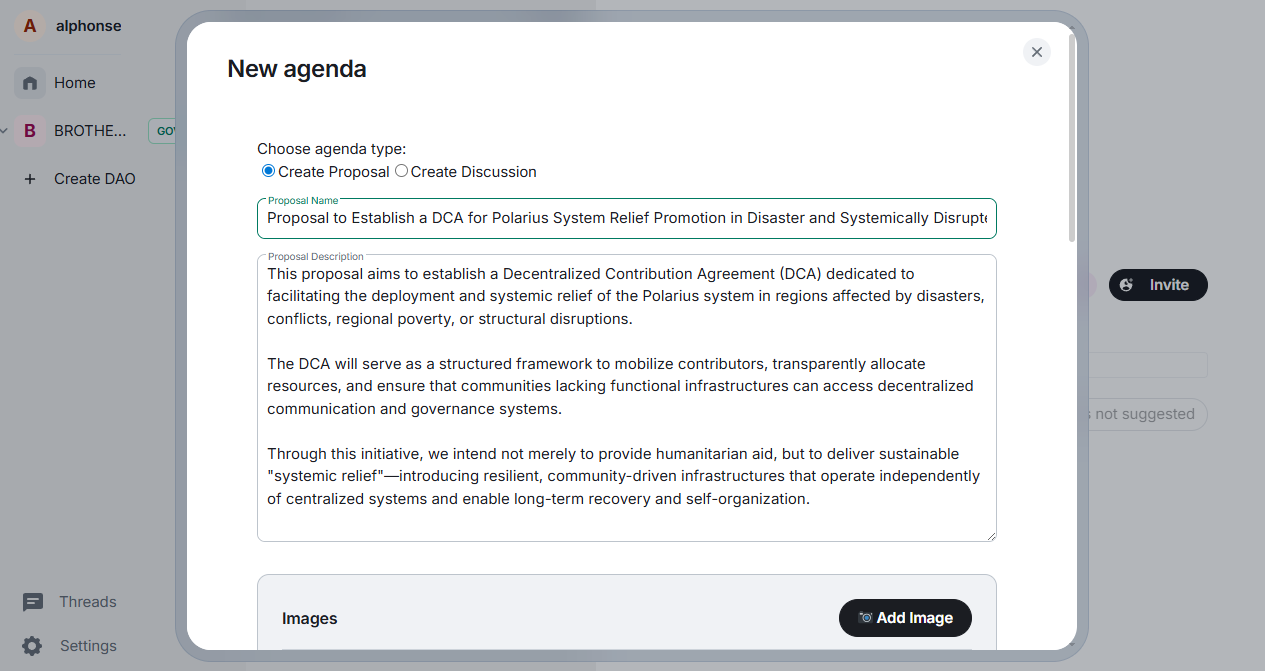 A alphonse
New agenda
Home
B BROTHE...
Create DAO
Choose agenda type:
Create Proposal Create Discussion
Proposal Name
Proposal to Establish a DCA for Polarius System Relief Promotion in Disaster and Systemically
Proposal Description
This proposal aims to establish a Decentralized Contribution Agreement (DCA) dedicated to
facilitating the deployment and systemic relief of the Polarius system in regions affected by disasters,
conflicts, regional poverty, or structural disruptions.
The DCA will serve as a structured framework to mobilize contributors, transparently allocate
resources, and ensure that communities lacking functional infrastructures can access decentralized
communication and governance systems.
Through this initiative, we intend not merely to provide humanitarian aid, but to deliver sustainable
"systemic relief"—introducing resilient, community-driven infrastructures that operate independently
of centralized systems and enable long-term recovery and self-organization.
Invite
not suggested
Images
Add Image
Threads
Settings